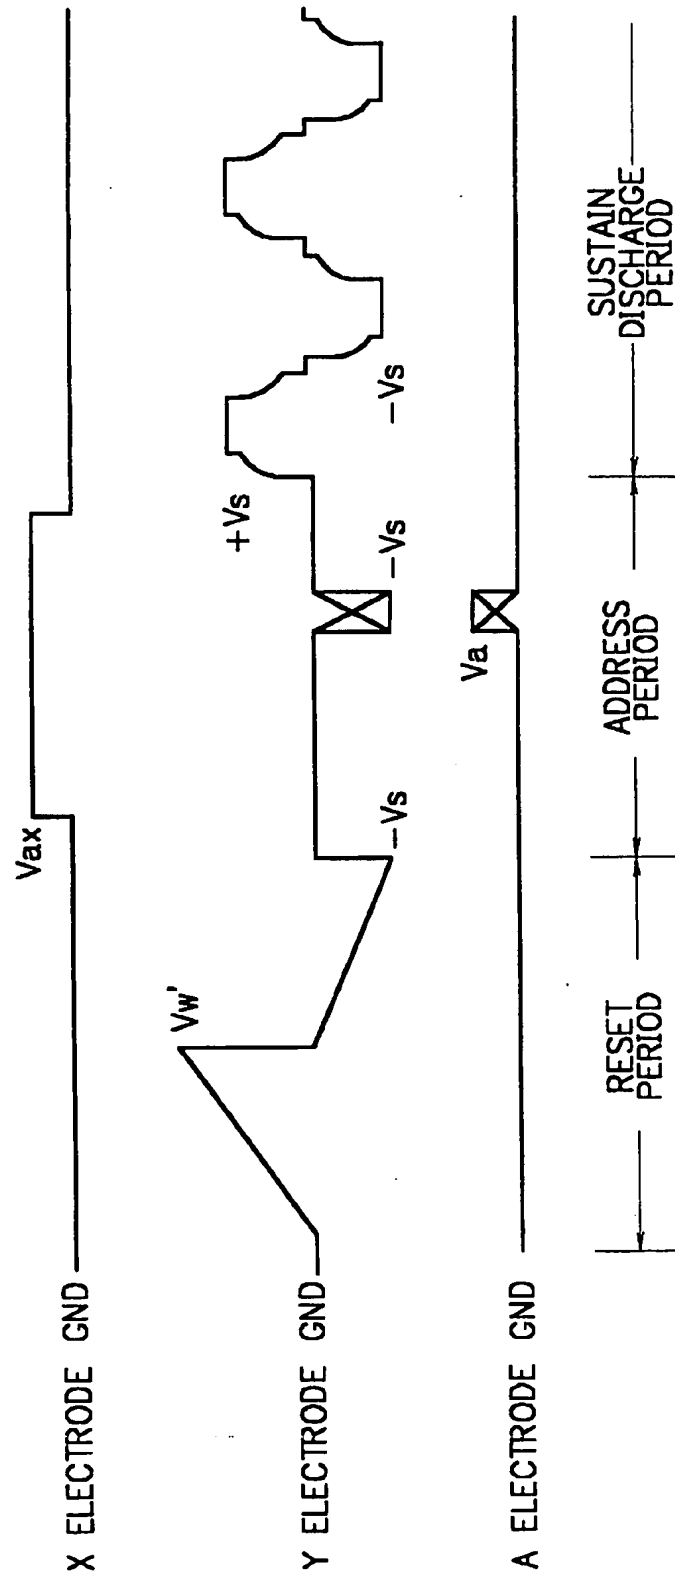 Vax
X ELECTRODE GND
Vw'
+Vs
-Vs
-Vs
-Vs
Y ELECTRODE GND
Va
A ELECTRODE GND
RESET
PERIOD
ADDRESS
PERIOD
SUSTAIN
DISCHARGE
PERIOD